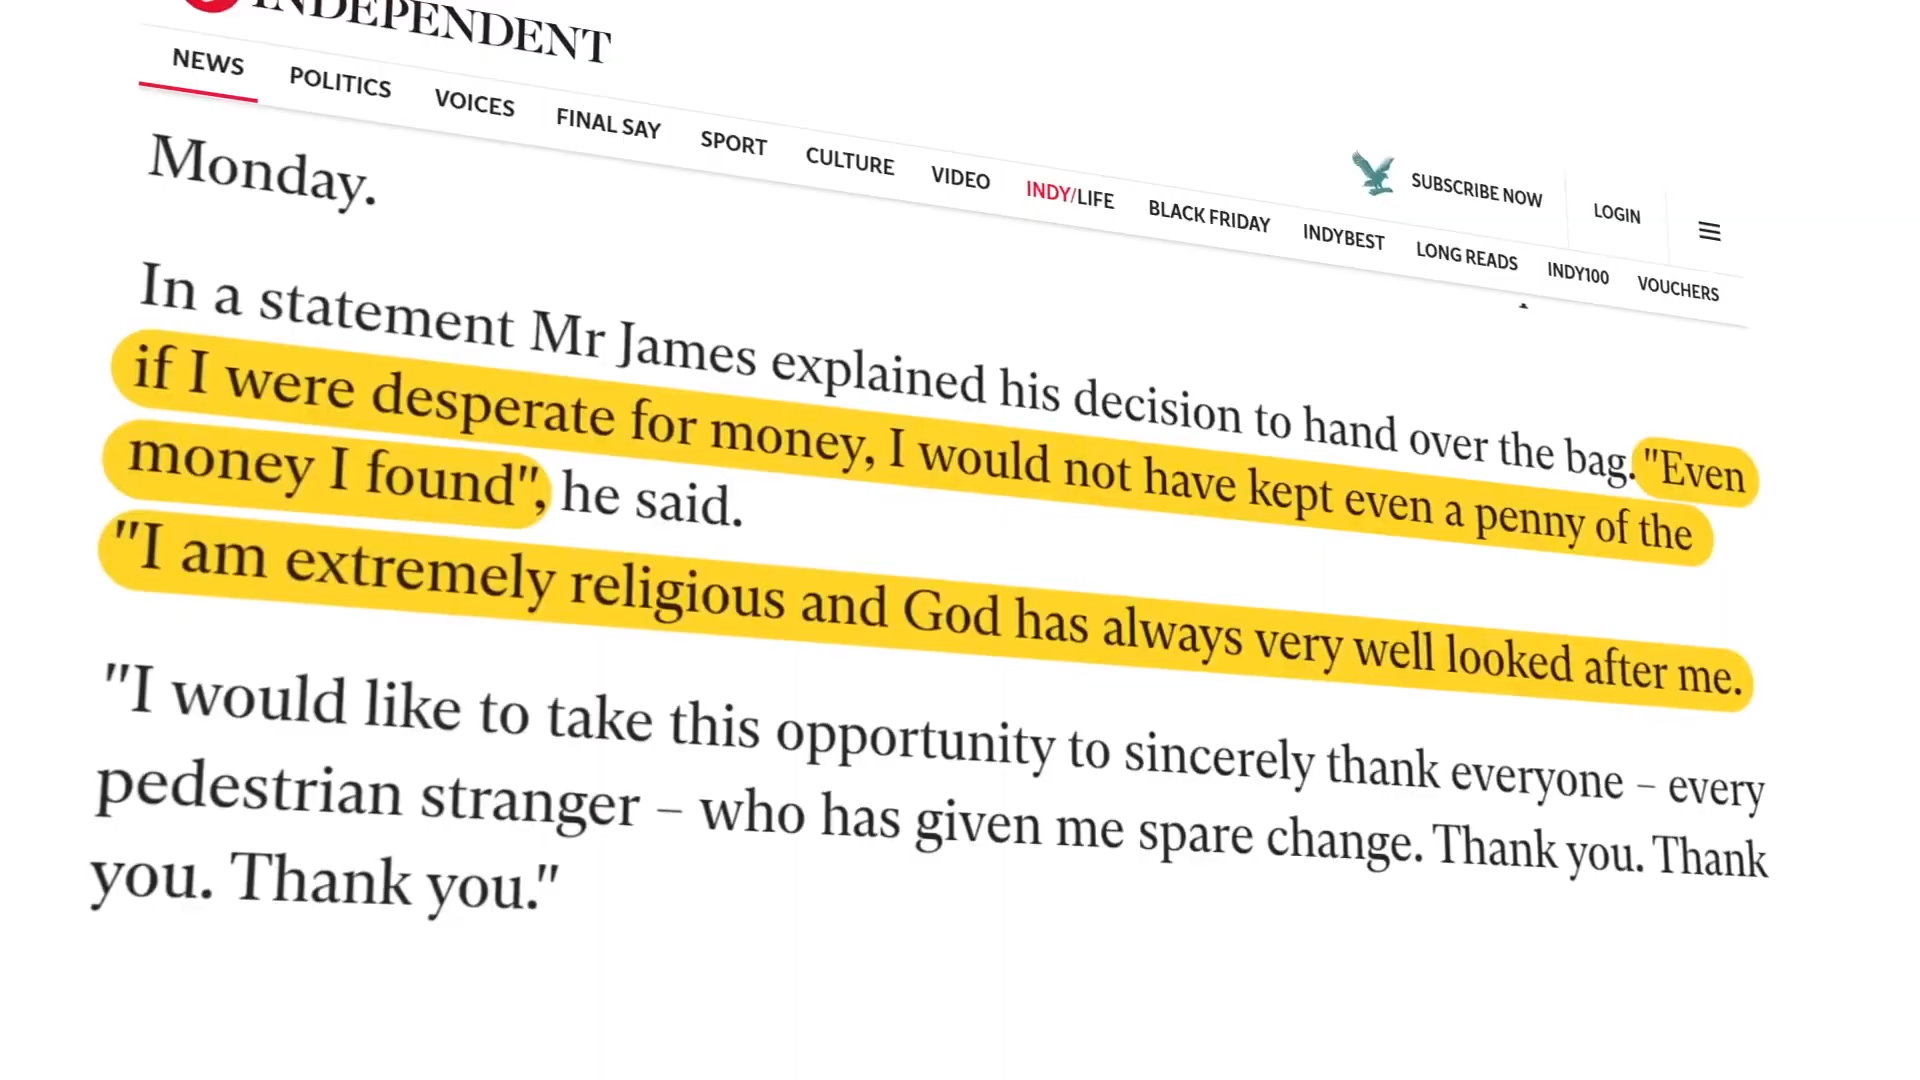 INDEPENDENT
NEWS POLITICS VOICES FINAL SAY SPORT CULTURE VIDEO INDY/LIFE BLACK FRIDAY INDYBEST LONG READS INDY100 VOUCHERS
SUBSCRIBE NOW LOGIN
Monday.
In a statement Mr James explained his decision to hand over the bag. "Even
if I were desperate for money, I would not have kept even a penny of the
money I found", he said.
"I am extremely religious and God has always very well looked after me.
"I would like to take this opportunity to sincerely thank everyone – every
pedestrian stranger – who has given me spare change. Thank you. Thank
you. Thank you."